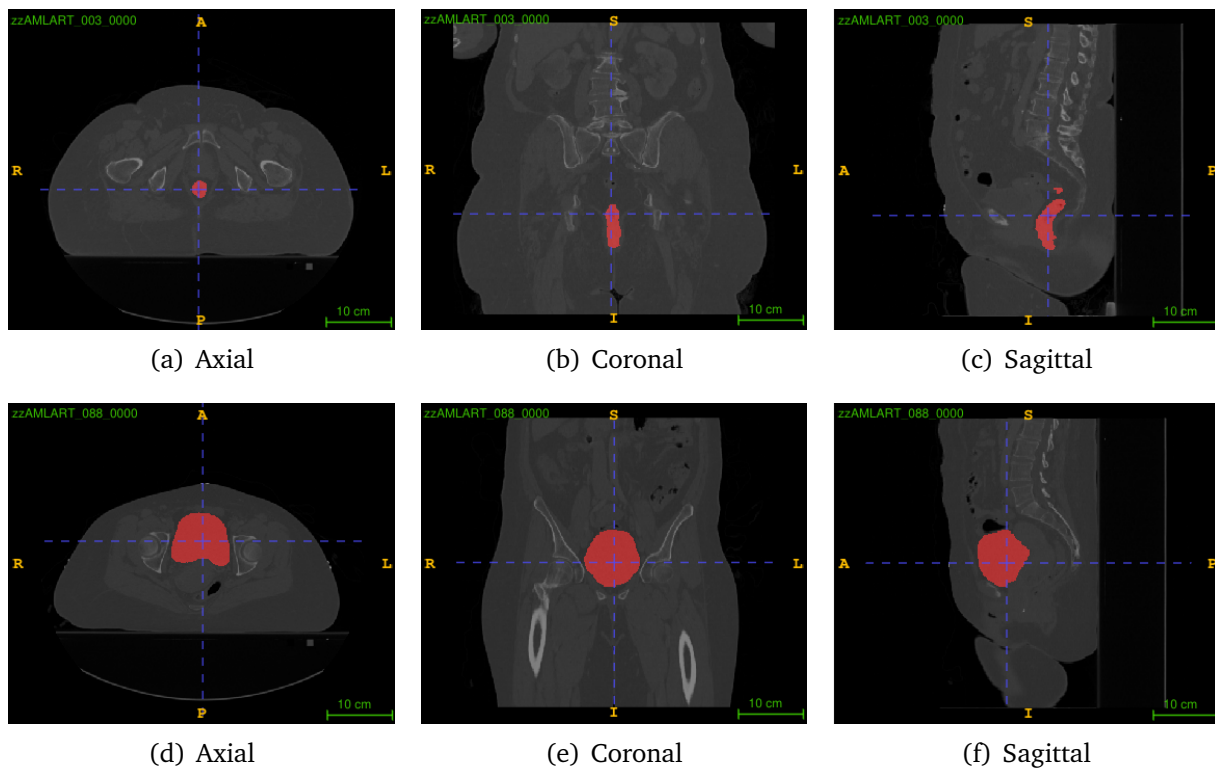 zzAMLART_003_0000 A R L P 10 cm
zzAMLART_003_0000 S R L I 10 cm
zzAMLART_003_0000 S A P I 10 cm
(a) Axial (b) Coronal (c) Sagittal
zzAMLART_088_0000 A R L P 10 cm
zzAMLART_088_0000 S R L I 10 cm
zzAMLART_088_0000 S A P I 10 cm
(d) Axial (e) Coronal (f) Sagittal